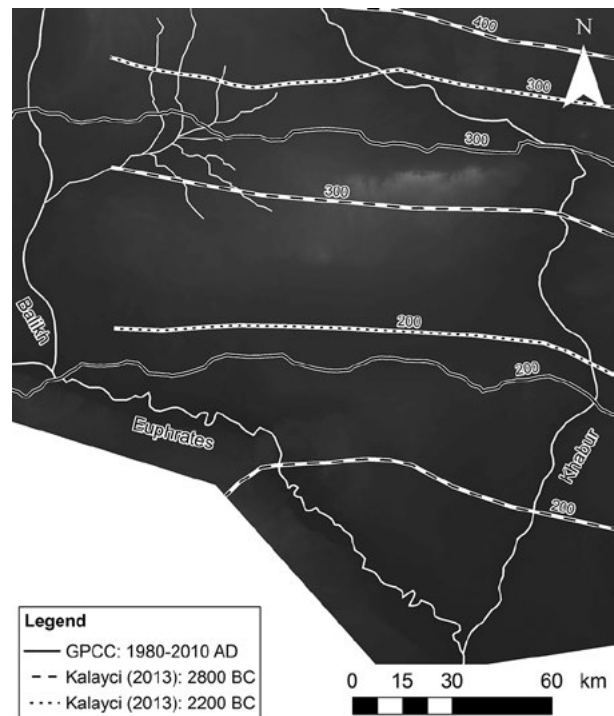 400
N
300
300
300
200
200
Balikh
Euphrates
Khabur
200
Legend
GPCC: 1980-2010 AD
Kalayci (2013): 2800 BC
Kalayci (2013): 2200 BC
km
0 15 30 60